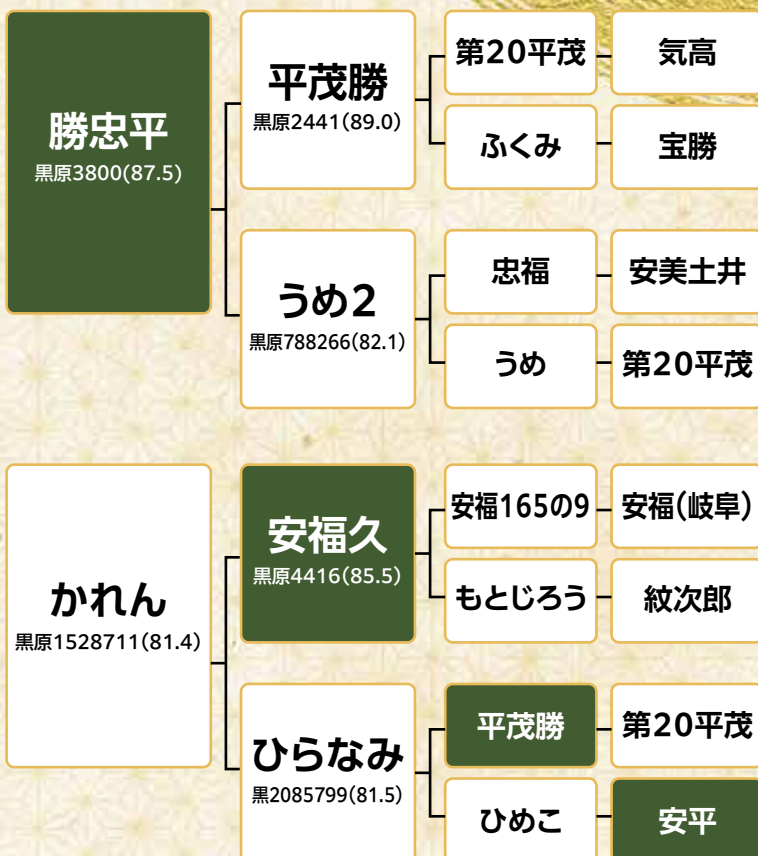 勝忠平
黒原3800(87.5)
平茂勝
黒原2441(89.0)
第20平茂
気高
ふくみ
宝勝
うめ2
黒原788266(82.1)
忠福
安美土井
うめ
第20平茂
かれん
黒原1528711(81.4)
安福久
黒原4416(85.5)
安福165の9
安福(岐阜)
もとじろう
紋次郎
ひらなみ
黒2085799(81.5)
平茂勝
第20平茂
ひめこ
安平